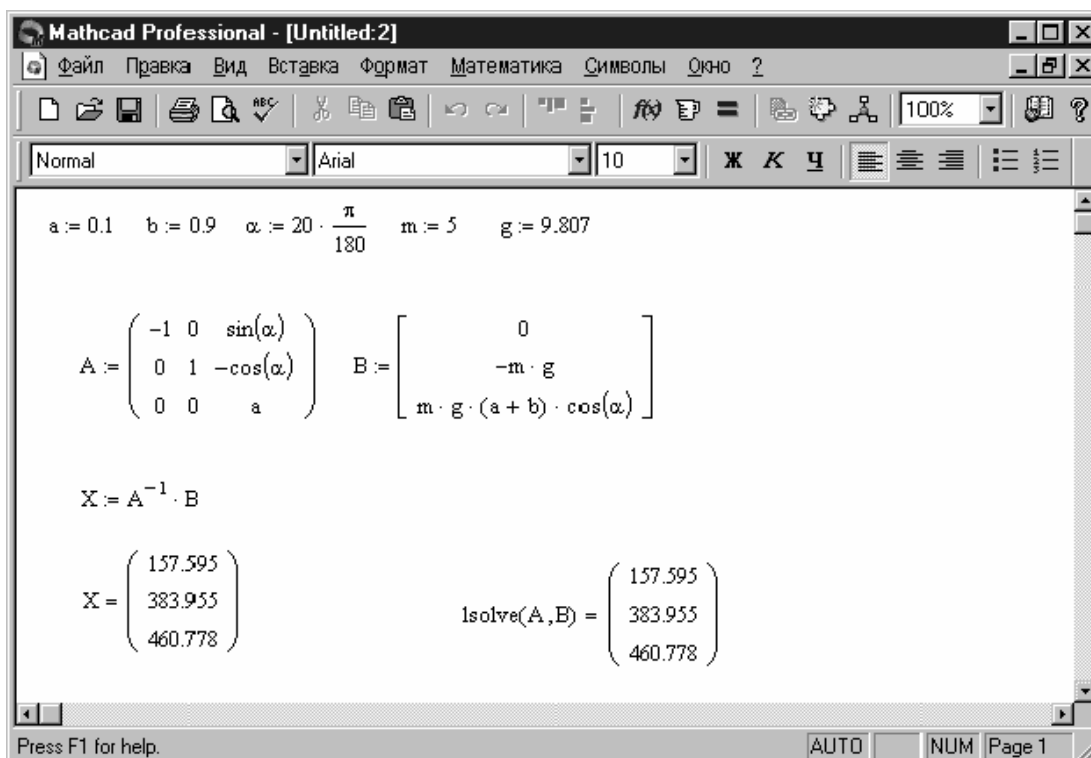 Mathcad Professional - [Untitled:2]
Файл Правка Вид Вставка Формат Математика Символы Окно ?
ABC f(x) = 100% ?
Normal Arial 10 Ж К Ч
a := 0.1 b := 0.9 α := 20 · π/180 m := 5 g := 9.807
-1 0 sin(α)
A := 0 1 -cos(α)
0 0 a
0
B := -m · g
m · g · (a + b) · cos(α)
X := A⁻¹ · B
157.595
X = 383.955
460.778
157.595
lsolve(A,B) = 383.955
460.778
Press F1 for help. AUTO NUM Page 1